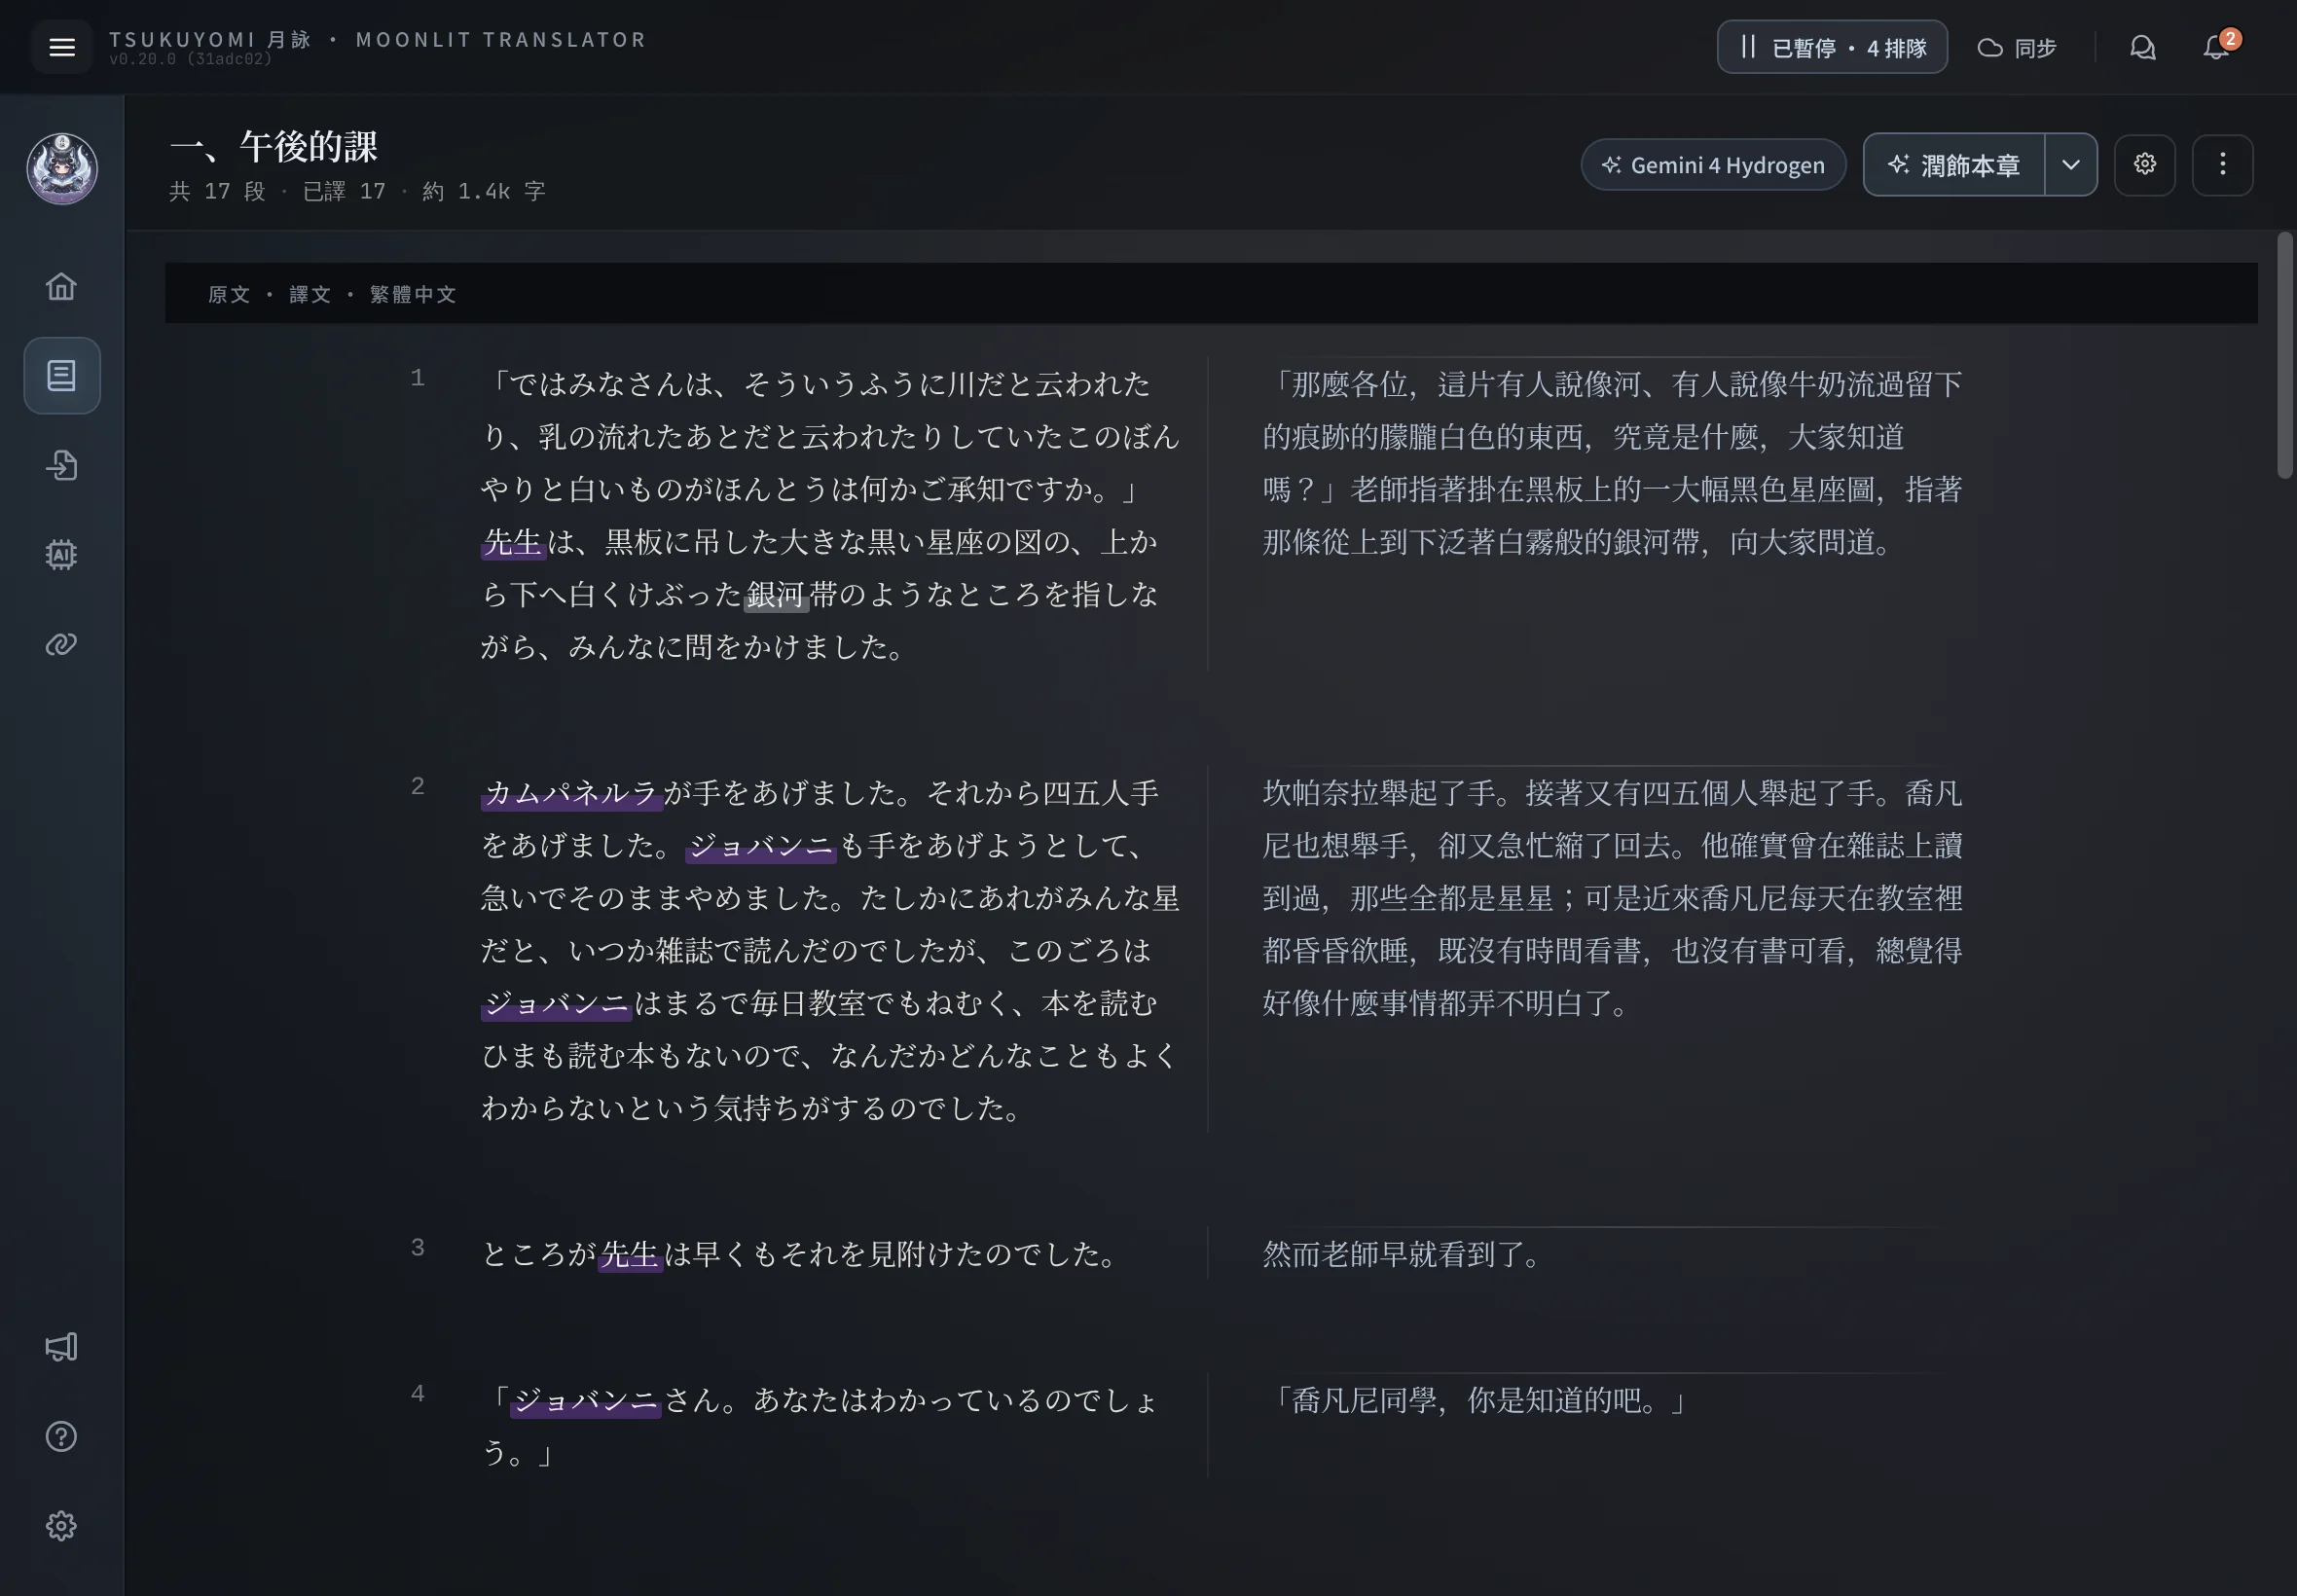 TSUKUYOMI 月詠 • MOONLIT TRANSLATOR
v0.20.0 (31adc02)
已暫停 • 4 排隊
同步
2
一、午後的課
共 17 段 · 已譯 17 · 約 1.4k 字
Gemini 4 Hydrogen
潤飾本章
AI
原文 • 譯文 • 繁體中文
1
「ではみなさんは、そういうふうに川だと云われた
り、乳の流れたあとだと云われたりしていたこのぼん
やりと白いものがほんとうは何かご承知ですか。」
先生は、黒板に吊した大きな黒い星座の図の、上か
ら下へ白くけぶった銀河帯のようなところを指しな
がら、みんなに問をかけました。
「那麼各位，這片有人說像河、有人說像牛奶流過留下
的痕跡的朦朧白色的東西，究竟是什麼，大家知道
嗎？」老師指著掛在黑板上的一大幅黑色星座圖，指著
那條從上到下泛著白霧般的銀河帶，向大家問道。
2
カムパネルラが手をあげました。それから四五人手
をあげました。ジョバンニも手をあげようとして、
急いでそのままやめました。たしかにあれがみんな星
だと、いつか雑誌で読んだのでしたが、このごろは
ジョバンニはまるで毎日教室でもねむく、本を読む
ひまも読む本もないので、なんだかどんなこともよく
わからないという気持ちがするのでした。
坎帕奈拉舉起了手。接著又有四五個人舉起了手。喬凡
尼也想舉手，卻又急忙縮了回去。他確實曾在雜誌上讀
到過，那些全都是星星；可是近來喬凡尼每天在教室裡
都昏昏欲睡，既沒有時間看書，也沒有書可看，總覺得
好像什麼事情都弄不明白了。
3
ところが先生は早くもそれを見附けたのでした。
然而老師早就看到了。
4
「ジョバンニさん。あなたはわかっているのでしょ
う。」
「喬凡尼同學，你是知道的吧。」